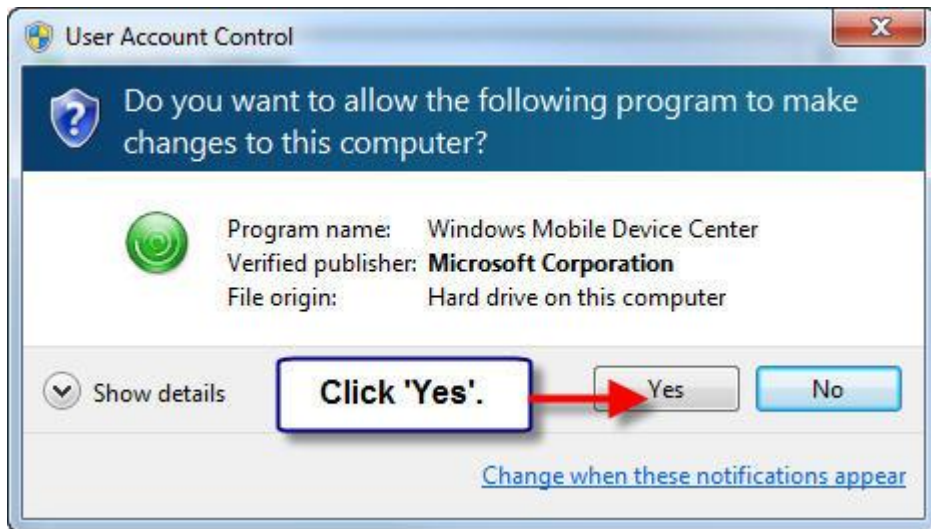 User Account Control
Do you want to allow the following program to make
changes to this computer?
Program name: Windows Mobile Device Center
Verified publisher: Microsoft Corporation
File origin: Hard drive on this computer
Show details
Click 'Yes'.
Yes
No
Change when these notifications appear